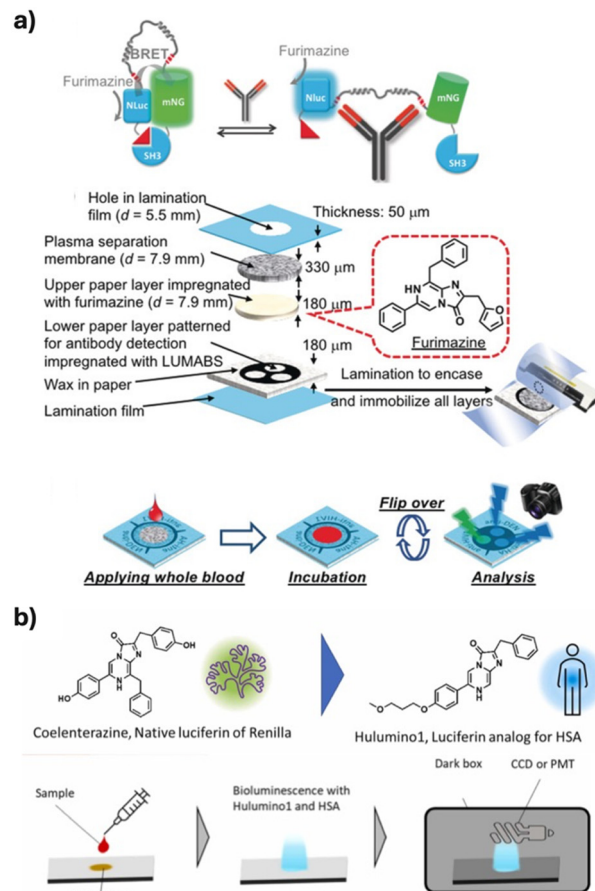 a)
BRET
Furimazine
NLuc
mNG
SH3
Furimazine
Nluc
mNG
SH3
Hole in lamination
film (d = 5.5 mm)
Thickness: 50 μm
Plasma separation
membrane (d = 7.9 mm)
330 μm
Upper paper layer impregnated
with furimazine (d = 7.9 mm)
180 μm
Lower paper layer patterned
for antibody detection
impregnated with LUMABS
180 μm
Wax in paper
Lamination film
HN
N
N
O
O
Furimazine
Lamination to encase
and immobilize all layers
Flip over
Applying whole blood
Incubation
Analysis
b)
O
OH
N
N
N
H
HO
Coelenterazine, Native luciferin of Renilla
O
N
N
N
H
O
O
Hulumino1, Luciferin analog for HSA
Sample
Bioluminescence with
Hulumino1 and HSA
Dark box
CCD or PMT